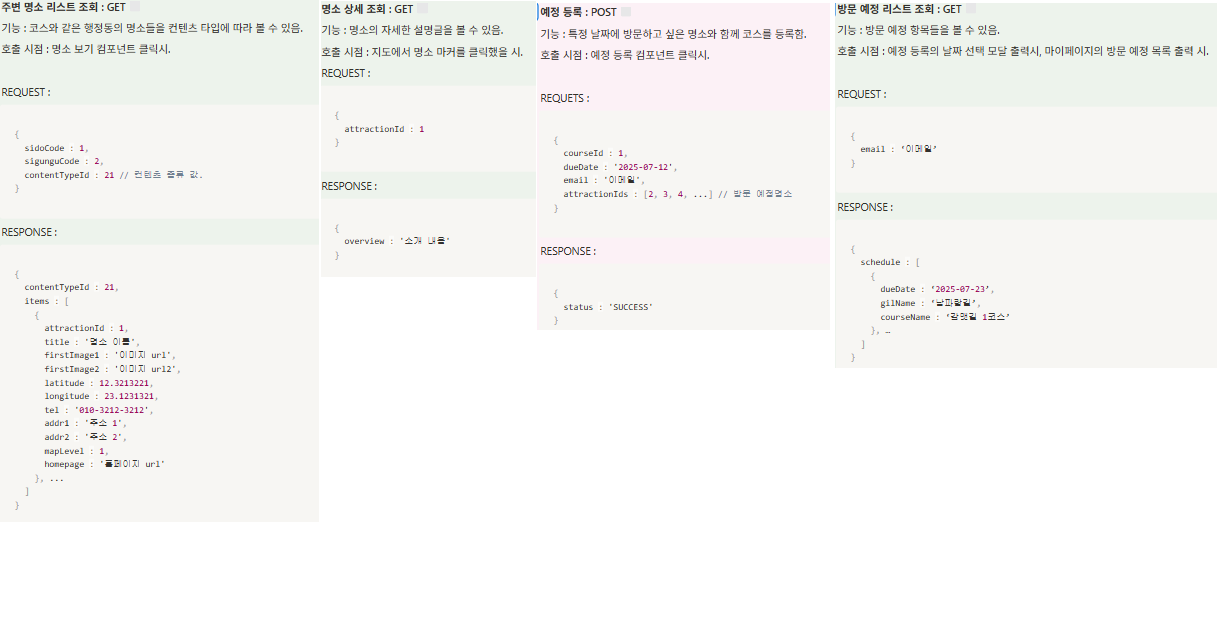 주변 명소 리스트 조회 : GET
기능 : 코스와 같은 행정동의 명소들을 컨텐츠 타입에 따라 볼 수 있음.
호출 시점 : 명소 보기 컴포넌트 클릭시.
REQUEST :
{
sidoCode : 1,
sigunguCode : 2,
contentTypeId : 21 // 컨텐츠 종류 값.
}
RESPONSE :
{
contentTypeId : 21,
items : [
{
attractionId : 1,
title : '명소 이름',
firstImage1 : '이미지 url',
firstImage2 : '이미지 url2',
latitude : 12.3213221,
longitude : 23.1231321,
tel : '010-3212-3212',
addr1 : '주소 1',
addr2 : '주소 2',
mapLevel : 1,
homepage : '홈페이지 url'
}, ...
]
}
명소 상세 조회 : GET
기능 : 명소의 자세한 설명글을 볼 수 있음.
호출 시점 : 지도에서 명소 마커를 클릭했을 시.
REQUEST :
{
attractionId : 1
}
RESPONSE :
{
overview : '소개 내용'
}
예정 등록 : POST
기능 : 특정 날짜에 방문하고 싶은 명소와 함께 코스를 등록함.
호출 시점 : 예정 등록 컴포넌트 클릭시.
REQUETS :
{
courseId : 1,
dueDate : '2025-07-12',
email : '이메일',
attractionIds : [2, 3, 4, ...] // 방문 예정명소
}
RESPONSE :
{
status : 'SUCCESS'
}
방문 예정 리스트 조회 : GET
기능 : 방문 예정 항목들을 볼 수 있음.
호출 시점 : 예정 등록의 날짜 선택 모달 출력시, 마이페이지의 방문 예정 목록 출력 시.
REQUEST :
{
email : ‘이메일’
}
RESPONSE :
{
schedule : [
{
dueDate : ‘2025-07-23’,
gilName : ‘남파랑길’,
courseName : ‘갈맷길 1코스’
}, …
]
}